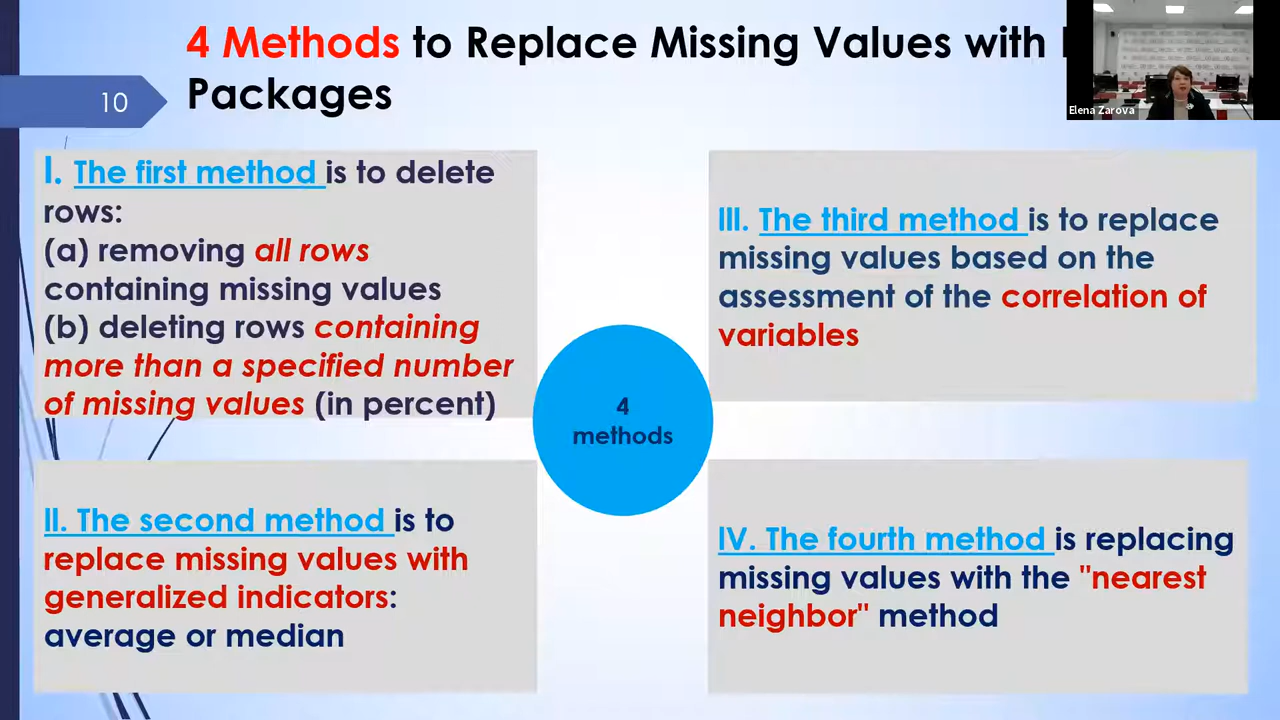 4 Methods to Replace Missing Values with
Packages
10
Elena Zarova
I. The first method is to delete
rows:
(a) removing all rows
containing missing values
(b) deleting rows containing
more than a specified number
of missing values (in percent)
II. The second method is to
replace missing values with
generalized indicators:
average or median
4
methods
III. The third method is to replace
missing values based on the
assessment of the correlation of
variables
IV. The fourth method is replacing
missing values with the "nearest
neighbor" method